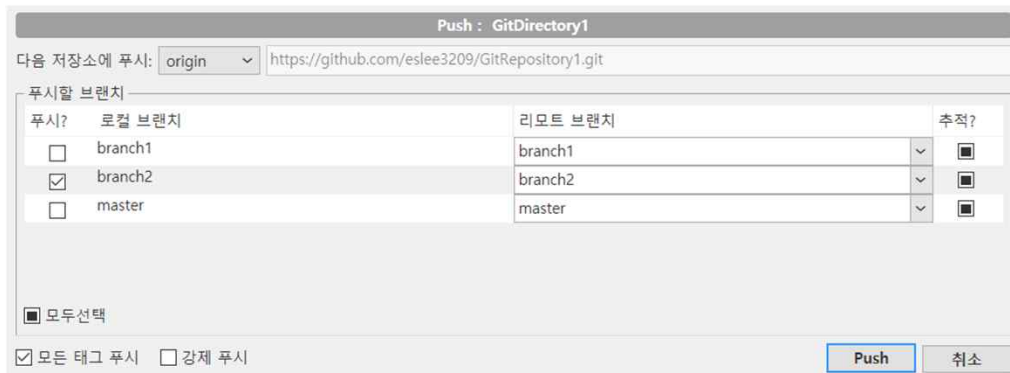 Push : GitDirectory1
다음 저장소에 푸시: origin https://github.com/eslee3209/GitRepository1.git
푸시할 브랜치
푸시? 로컬 브랜치 리모트 브랜치 추적?
branch1 branch1
branch2 branch2
master master
모두선택
모든 태그 푸시 강제 푸시 Push 취소